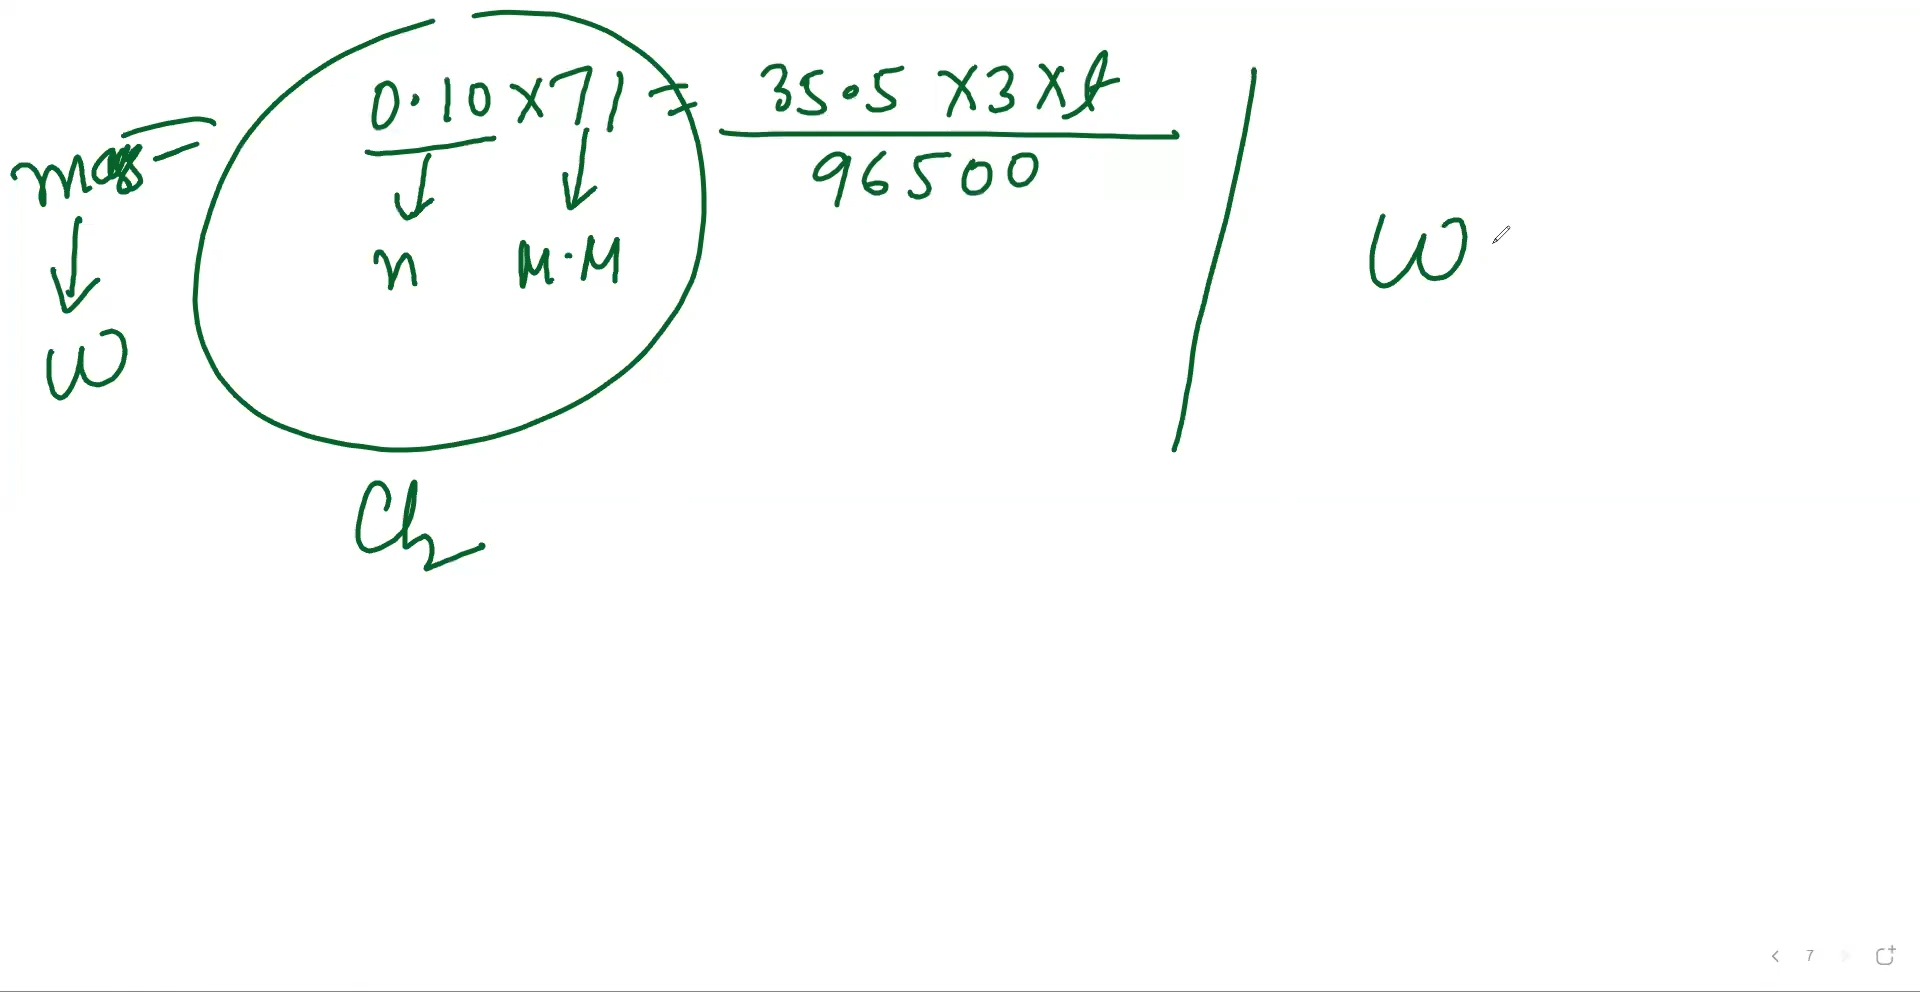 mass = 0.10 × 71 = 35.5 × 3 × t
96500
n M.M
w
w
Cl2
7